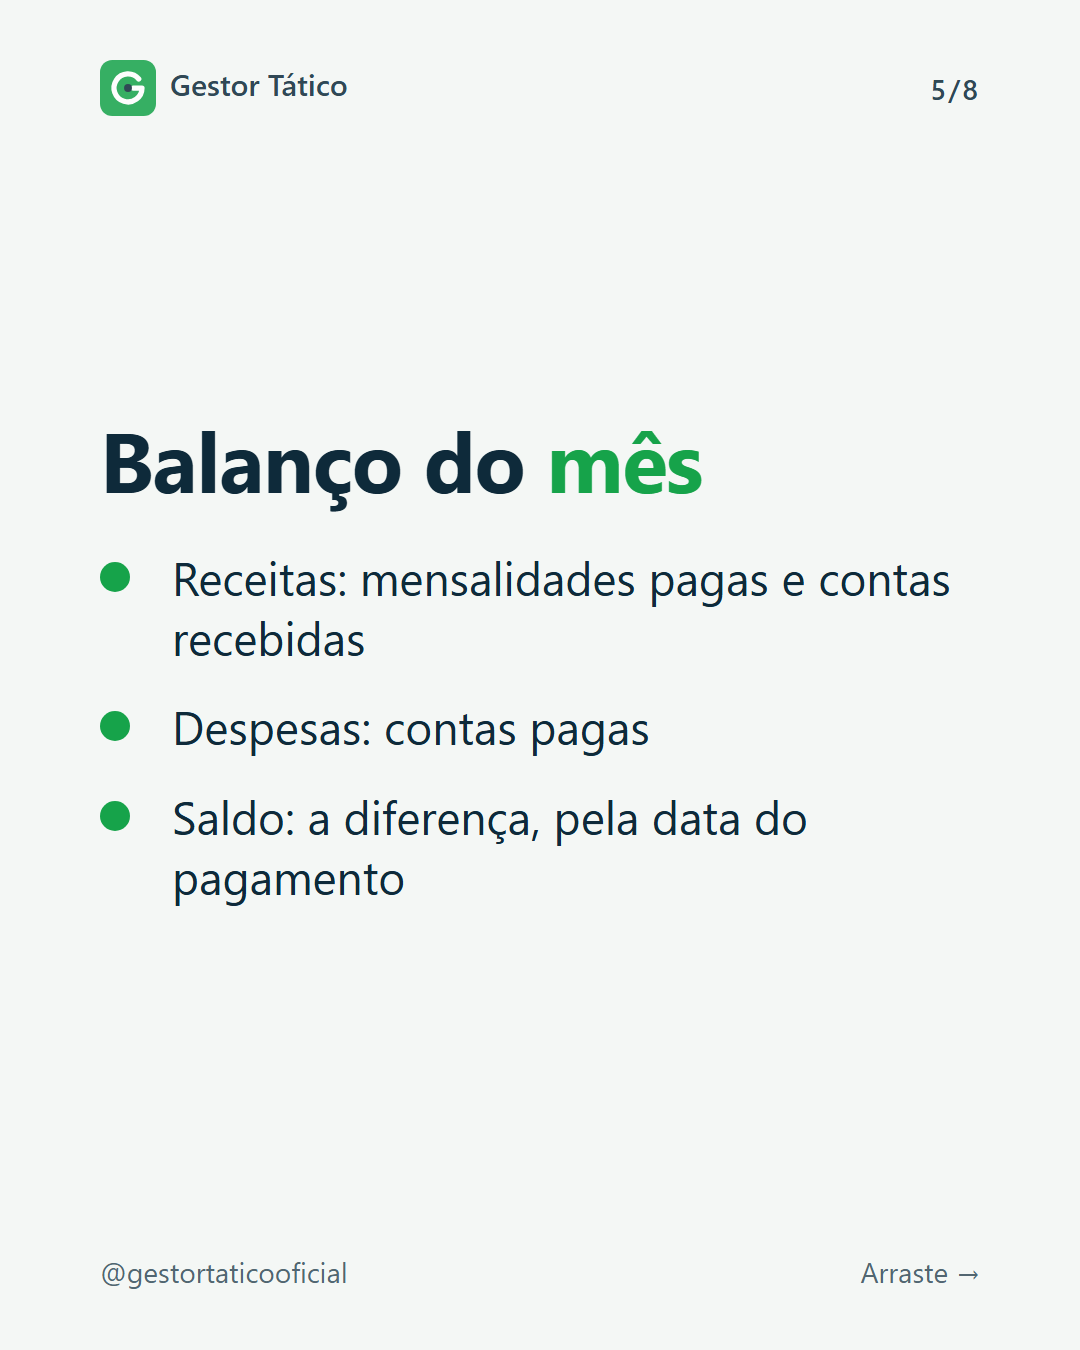 Gestor Tático
5/8
Balanço do mês
Receitas: mensalidades pagas e contas
recebidas
Despesas: contas pagas
Saldo: a diferença, pela data do
pagamento
@gestortaticooficial
Arraste →